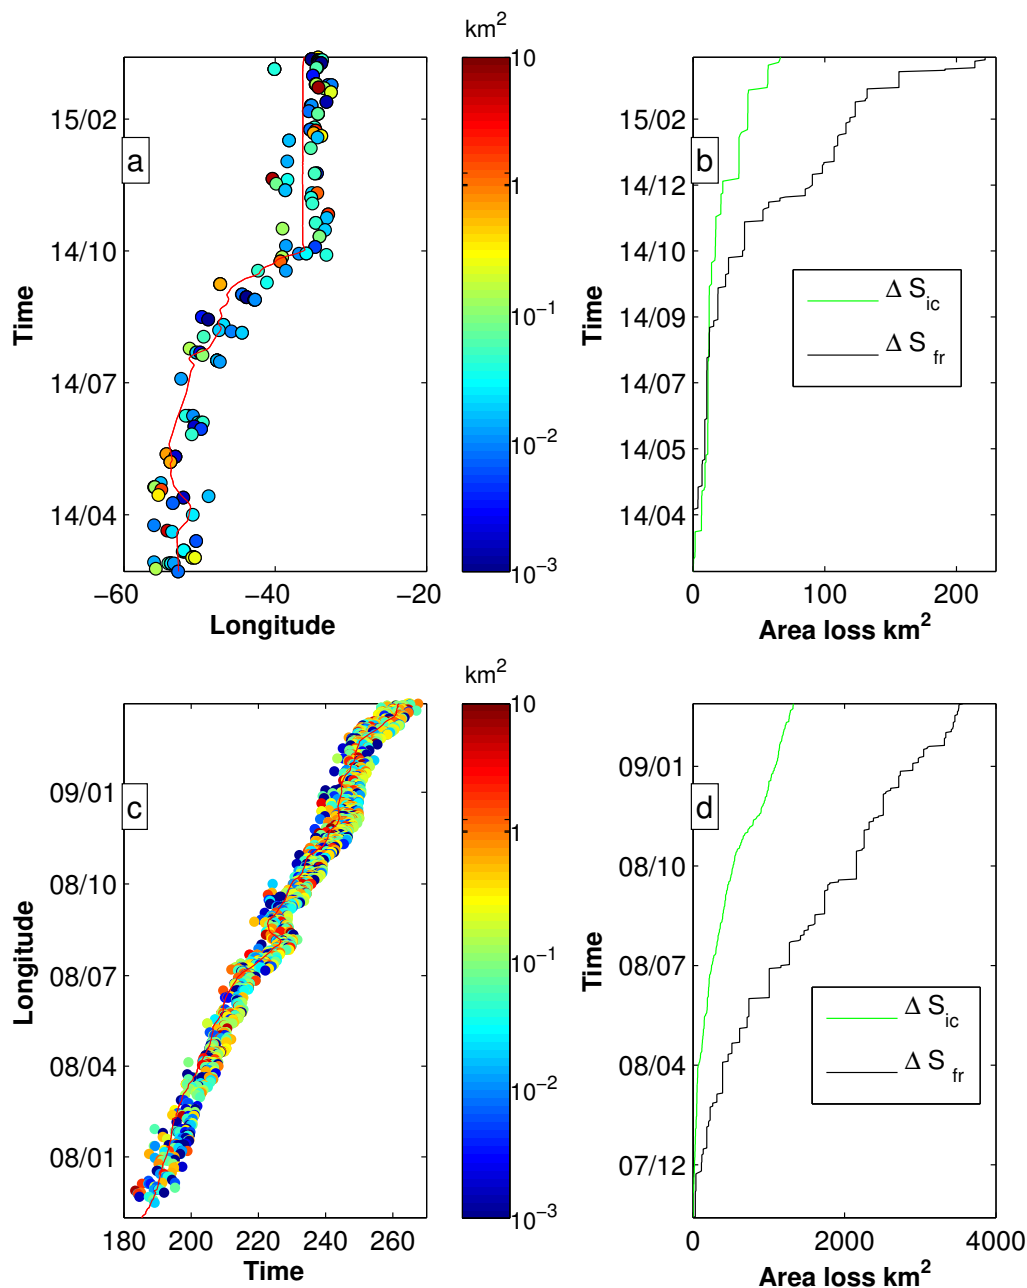 km²
10
1
10⁻¹
10⁻²
10⁻³
15/02
14/10
14/07
14/04
Time
a
−60
−40
−20
Longitude
15/02
14/12
14/10
14/09
14/07
14/05
14/04
Time
b
Δ S_ic
Δ S_fr
0
100
200
Area loss km²
km²
10
1
10⁻¹
10⁻²
10⁻³
09/01
08/10
08/07
08/04
08/01
Longitude
c
180
200
220
240
260
Time
09/01
08/10
08/07
08/04
07/12
Time
d
Δ S_ic
Δ S_fr
0
2000
4000
Area loss km²